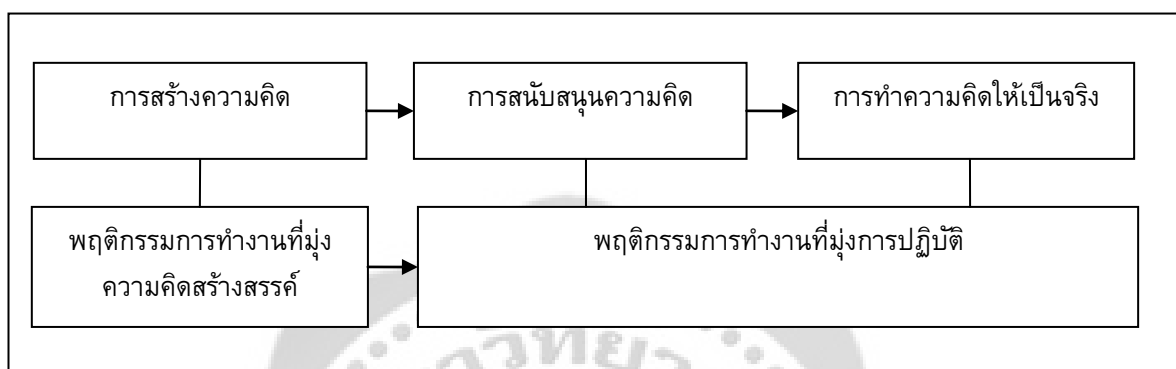 การสร้างความคิด
การสนับสนุนความคิด
การทำความคิดให้เป็นจริง
พฤติกรรมการทำงานที่มุ่ง
ความคิดสร้างสรรค์
พฤติกรรมการทำงานที่มุ่งการปฏิบัติ